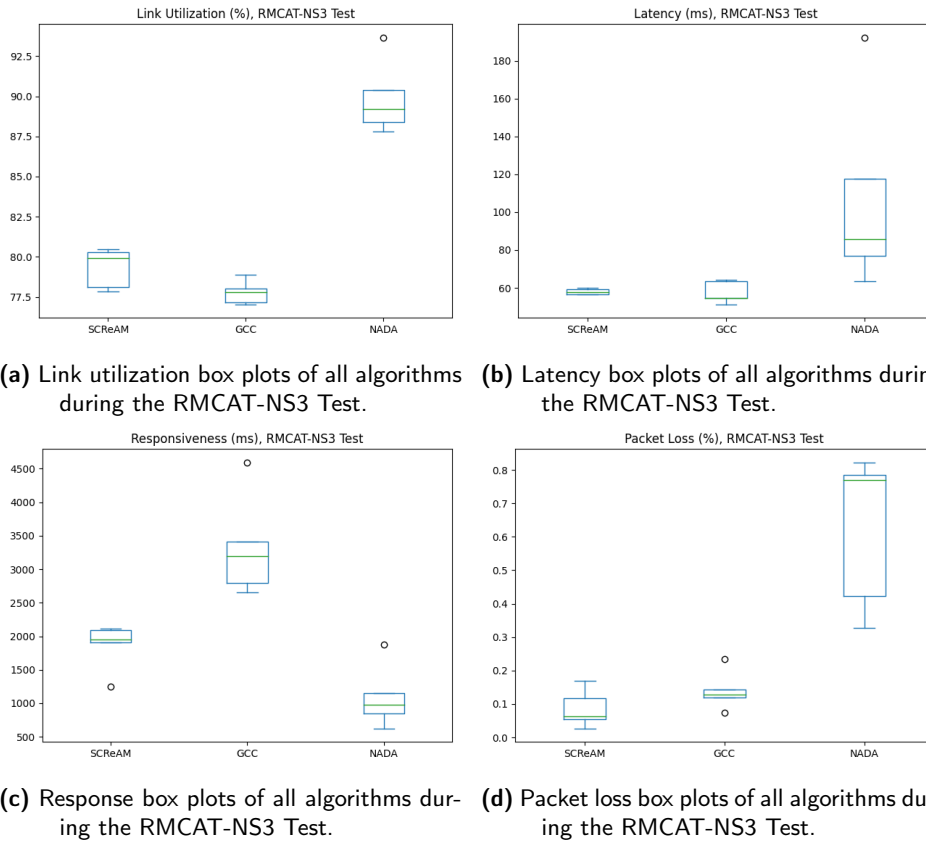 Link Utilization (%), RMCAT-NS3 Test
92.5
90.0
87.5
85.0
82.5
80.0
77.5
SCReAM GCC NADA
Latency (ms), RMCAT-NS3 Test
180
160
140
120
100
80
60
SCReAM GCC NADA
(a) Link utilization box plots of all algorithms
during the RMCAT-NS3 Test.
(b) Latency box plots of all algorithms durin
the RMCAT-NS3 Test.
Responsiveness (ms), RMCAT-NS3 Test
4500
4000
3500
3000
2500
2000
1500
1000
500
SCReAM GCC NADA
Packet Loss (%), RMCAT-NS3 Test
0.8
0.7
0.6
0.5
0.4
0.3
0.2
0.1
0.0
SCReAM GCC NADA
(c) Response box plots of all algorithms dur-
ing the RMCAT-NS3 Test.
(d) Packet loss box plots of all algorithms du
ing the RMCAT-NS3 Test.